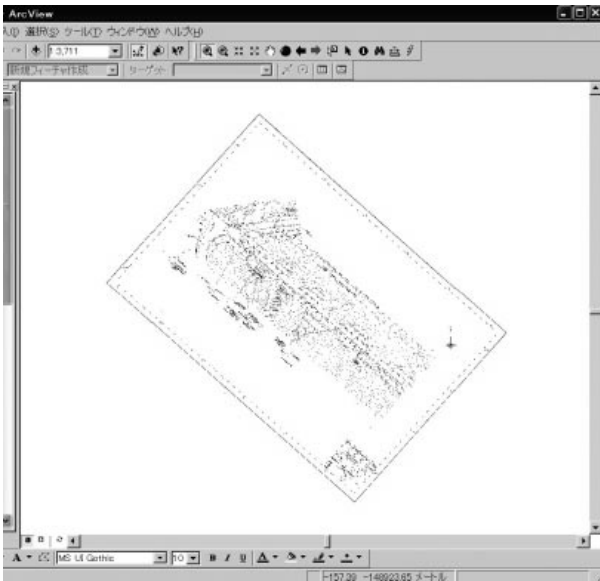 ArcView
選択(S) ツール(T) ウィンドウ(W) ヘルプ(H)
1:3,711
新規フィーチャ作成 ターゲット
A MS UI Gothic 10 B I U A
-157.39 -148923.65 メートル